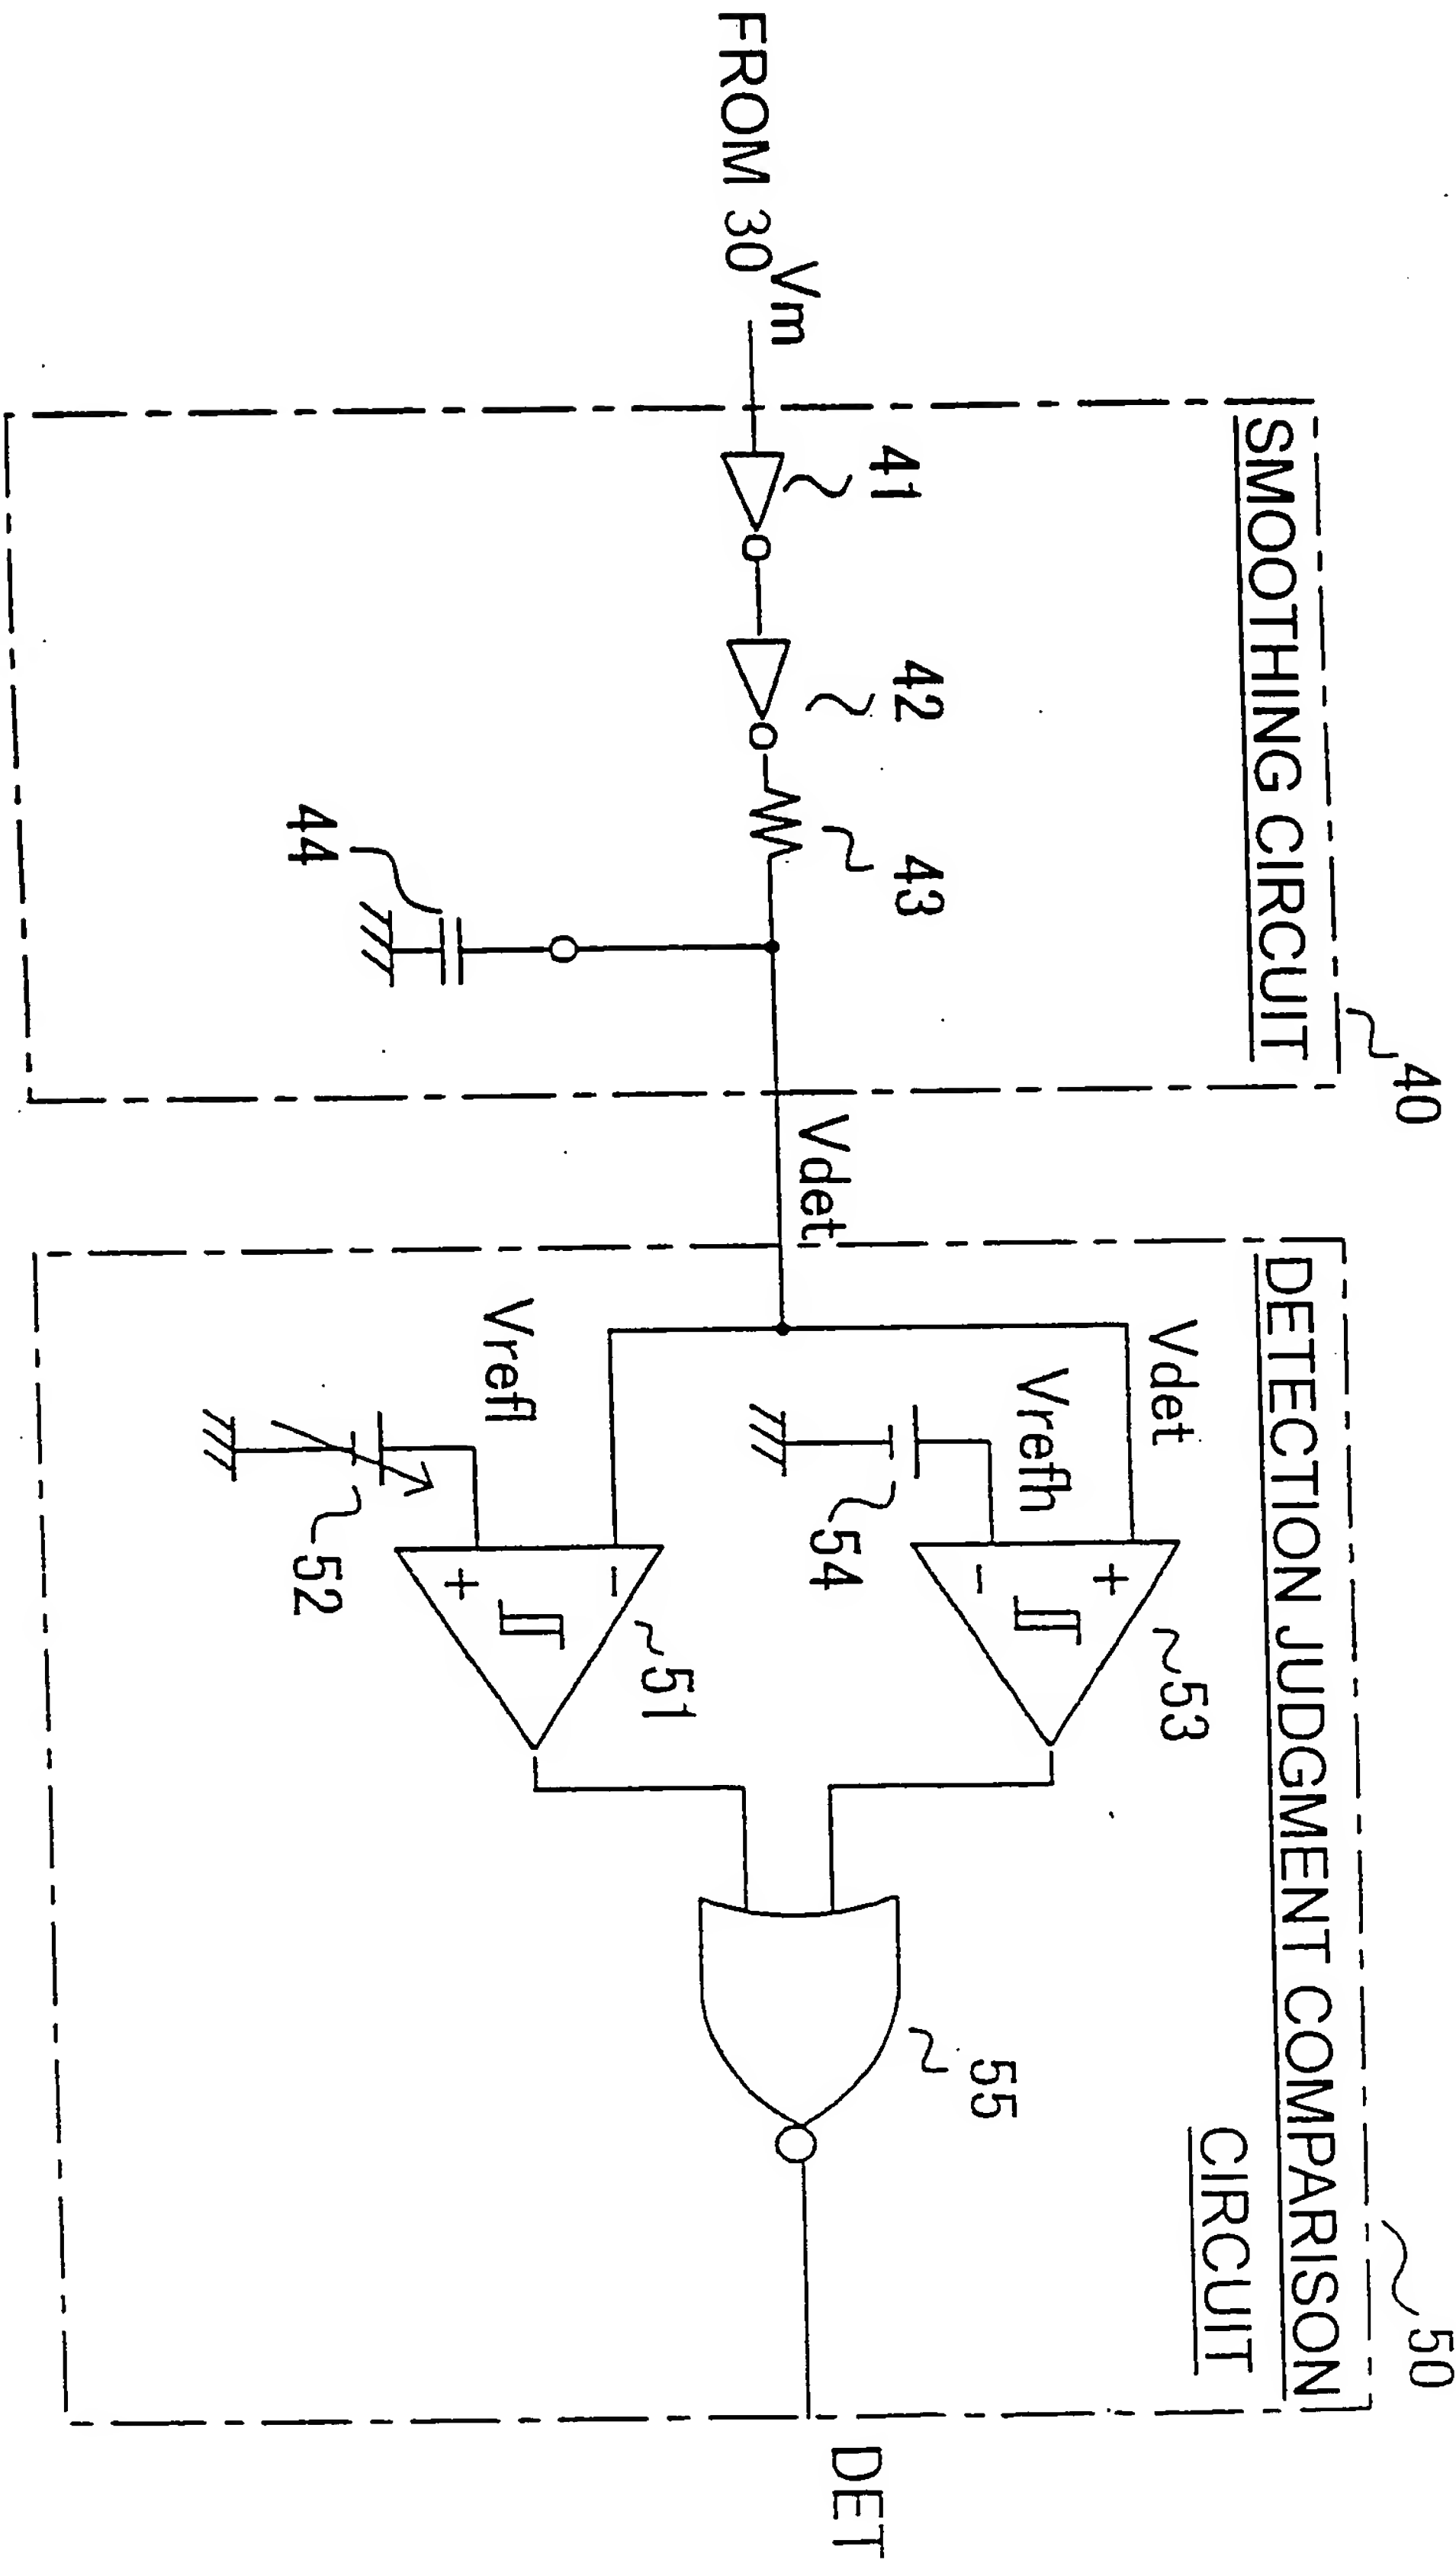 FROM 30
Vm
SMOOTHING CIRCUIT
40
41
42
43
44
Vdet
DETECTION JUDGMENT COMPARISON
CIRCUIT
50
Vdet
Vrefh
54
+
-
53
Vrefl
52
-
+
51
55
DET